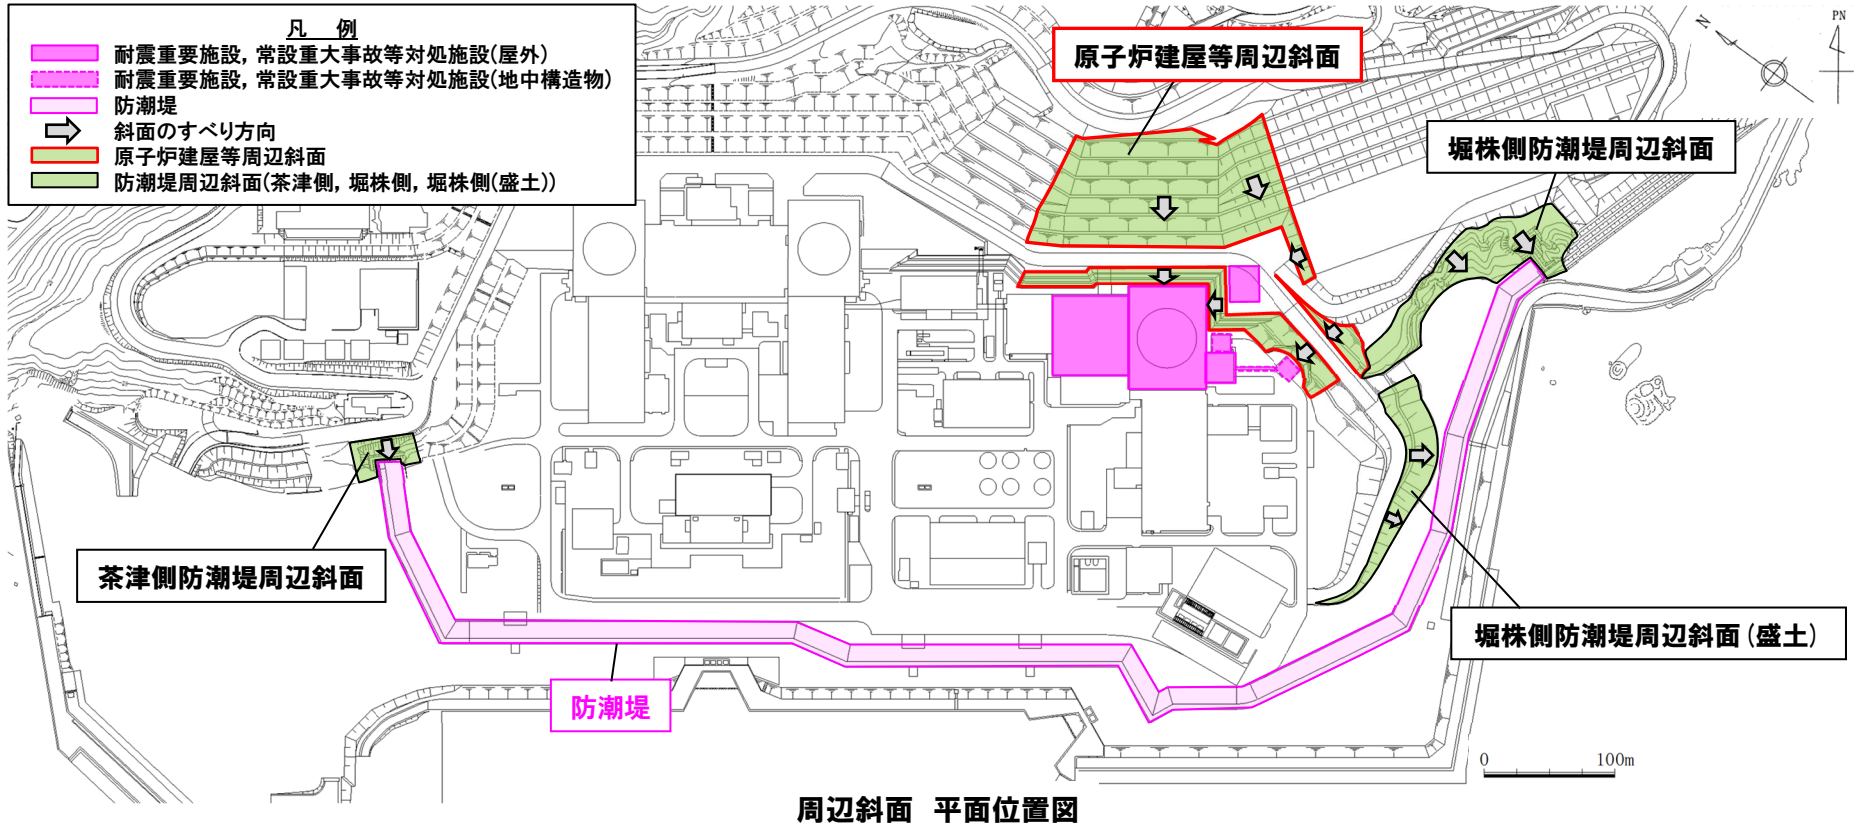 凡　例
耐震重要施設，常設重大事故等対処施設(屋外)
耐震重要施設，常設重大事故等対処施設(地中構造物)
防潮堤
斜面のすべり方向
原子炉建屋等周辺斜面
防潮堤周辺斜面(茶津側，堀株側，堀株側(盛土))
原子炉建屋等周辺斜面
N
PN
堀株側防潮堤周辺斜面
茶津側防潮堤周辺斜面
堀株側防潮堤周辺斜面(盛土)
防潮堤
0　100m
周辺斜面　平面位置図